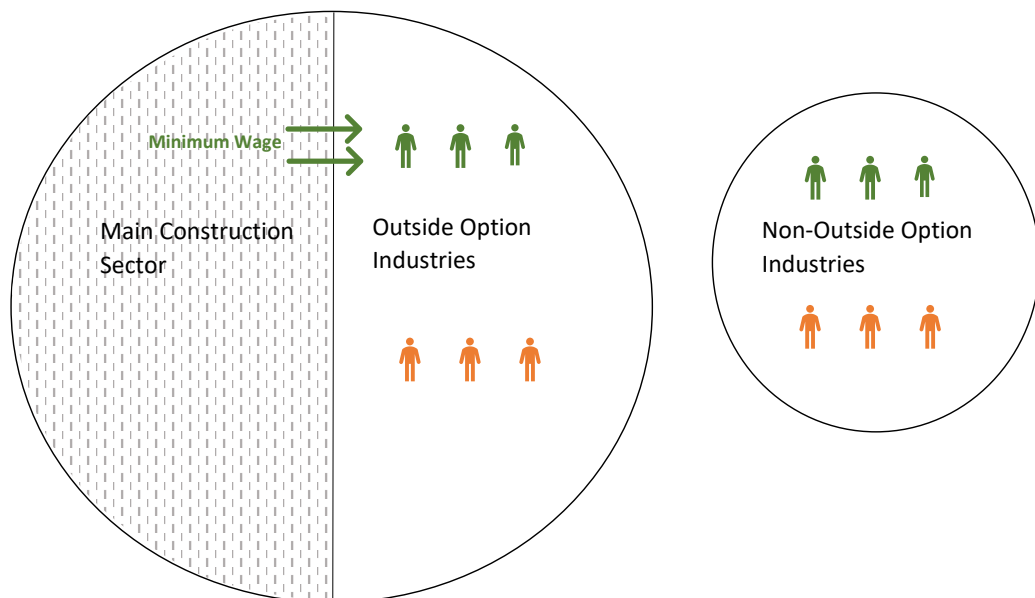 Minimum Wage
Main Construction
Sector
Outside Option
Industries
Non-Outside Option
Industries